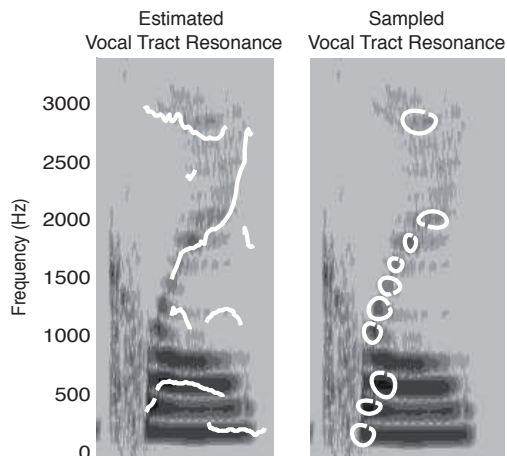 Estimated
Vocal Tract Resonance
Sampled
Vocal Tract Resonance
Frequency (Hz)
3000
2500
2000
1500
1000
500
0